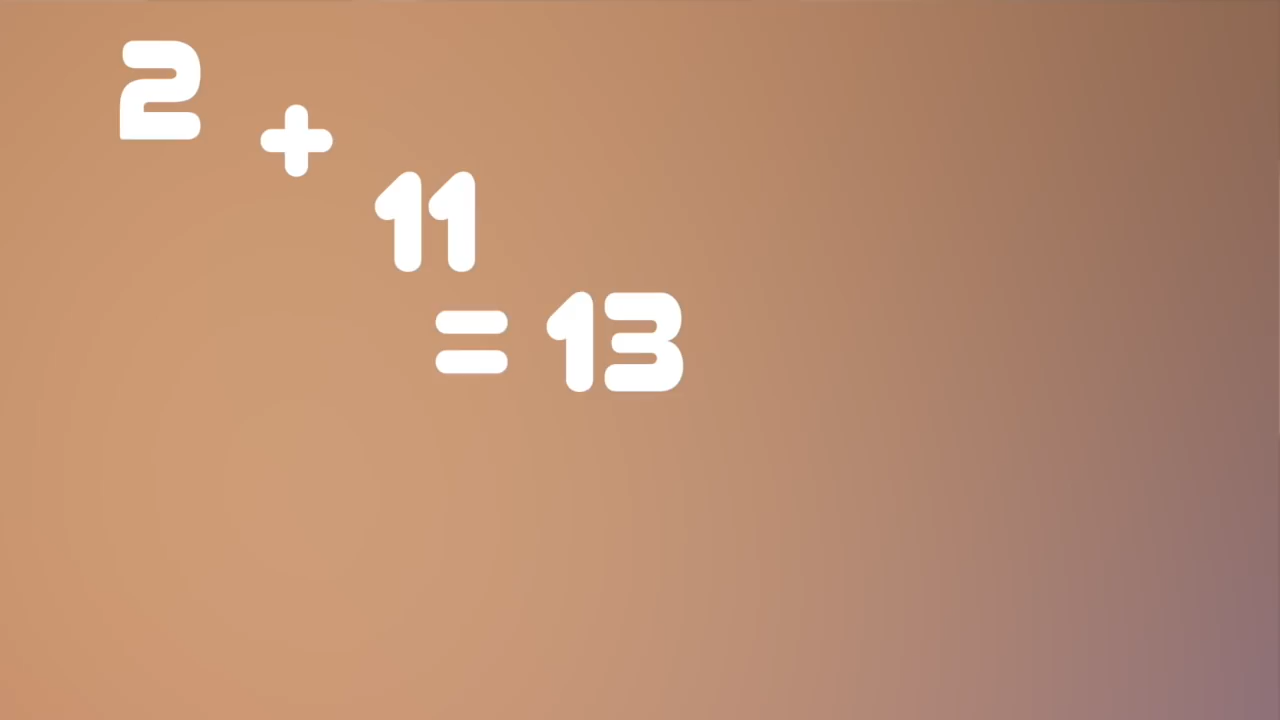 2
+
11
= 13